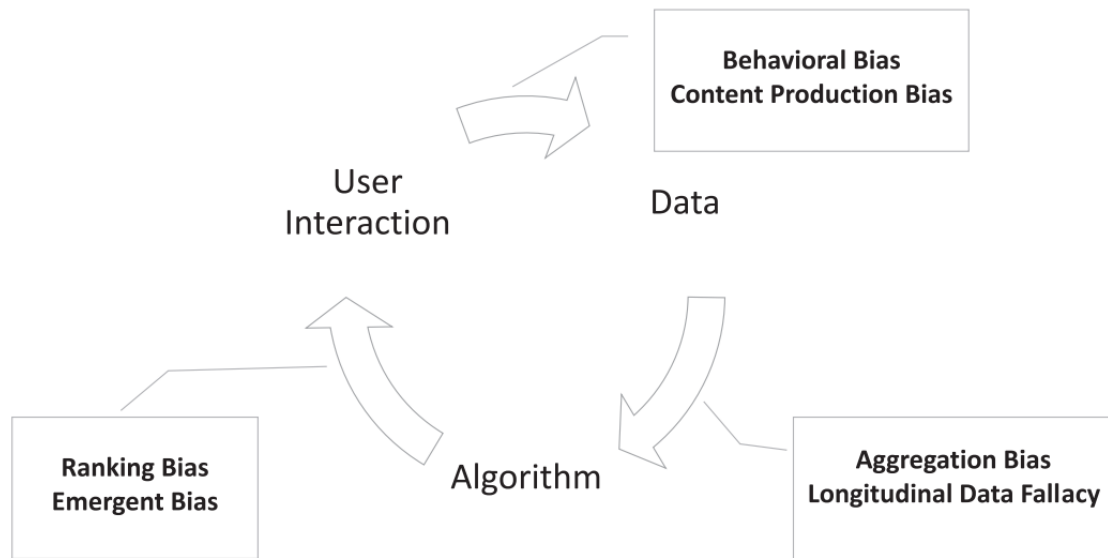 Behavioral Bias
Content Production Bias
User
Interaction
Data
Ranking Bias
Emergent Bias
Algorithm
Aggregation Bias
Longitudinal Data Fallacy